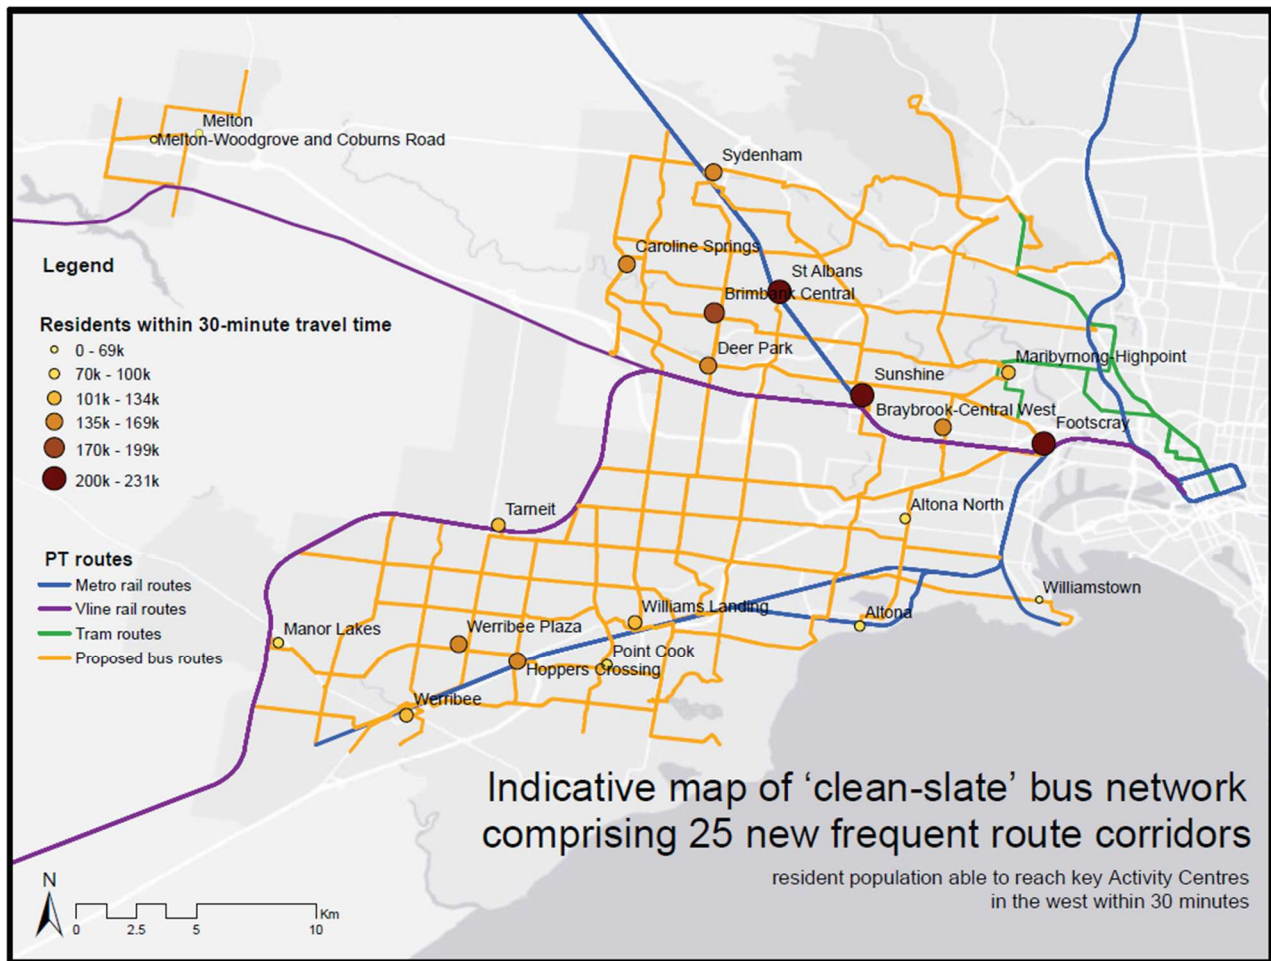 Melton
Melton-Woodgrove and Coburns Road
Sydenham
Caroline Springs
St Albans
Brimbank Central
Deer Park
Maribyrnong-Highpoint
Sunshine
Braybrook-Central West
Footscray
Tarneit
Altona North
Williamstown
Williams Landing
Altona
Manor Lakes
Werribee Plaza
Point Cook
Hoppers Crossing
Werribee
Legend
Residents within 30-minute travel time
0 - 69k
70k - 100k
101k - 134k
135k - 169k
170k - 199k
200k - 231k
PT routes
Metro rail routes
Vline rail routes
Tram routes
Proposed bus routes
Indicative map of ‘clean-slate’ bus network
comprising 25 new frequent route corridors
resident population able to reach key Activity Centres
in the west within 30 minutes
N
Km
0 2.5 5 10